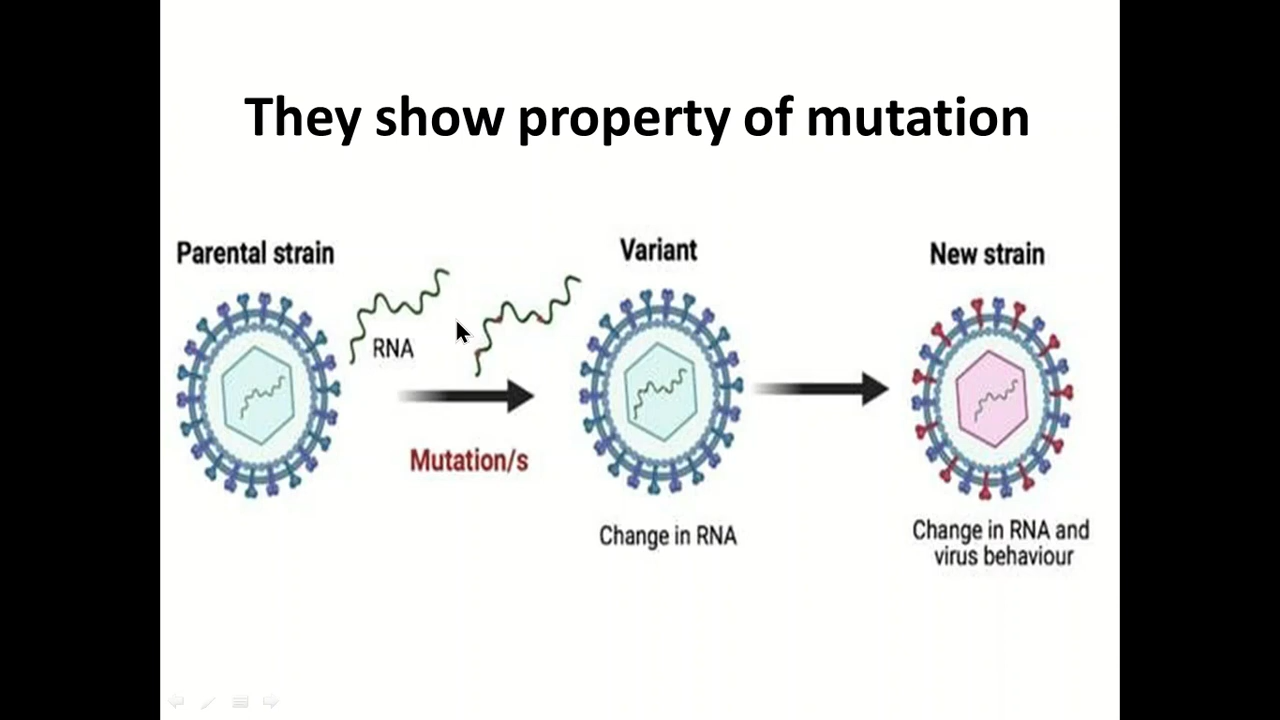 They show property of mutation
Parental strain
Variant
New strain
RNA
Mutation/s
Change in RNA
Change in RNA and
virus behaviour